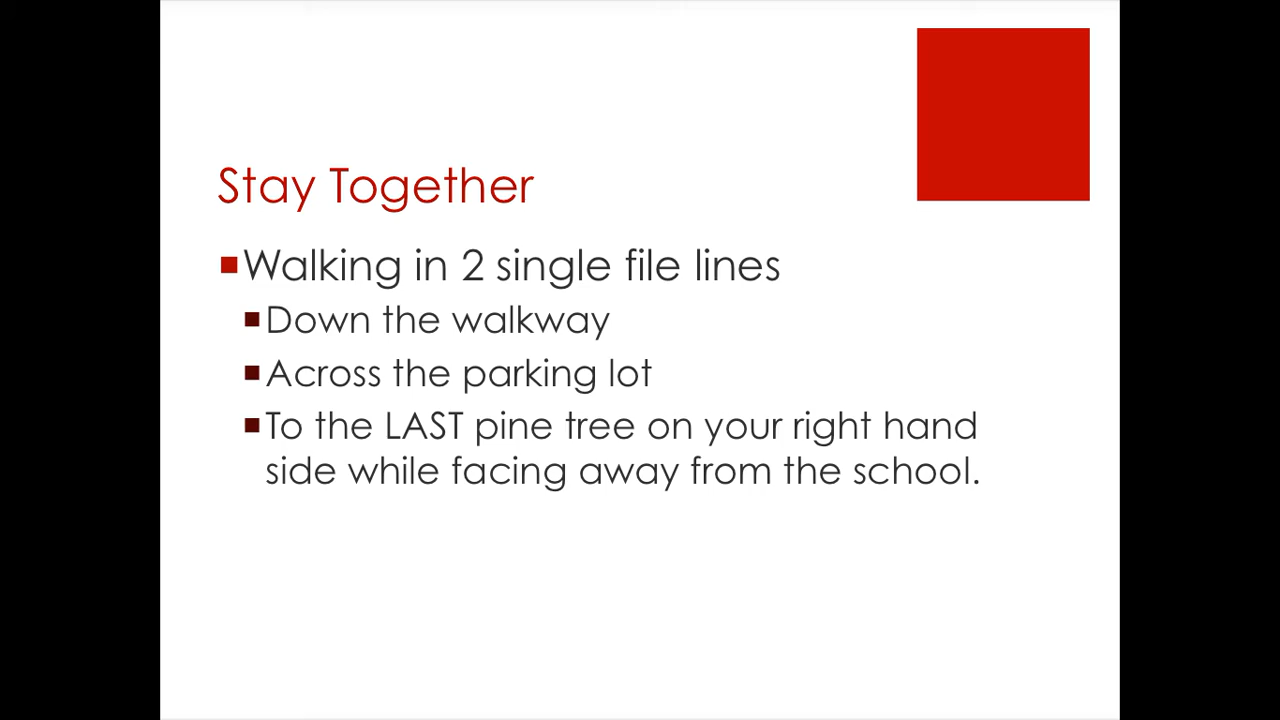 Stay Together
Walking in 2 single file lines
Down the walkway
Across the parking lot
To the LAST pine tree on your right hand
side while facing away from the school.